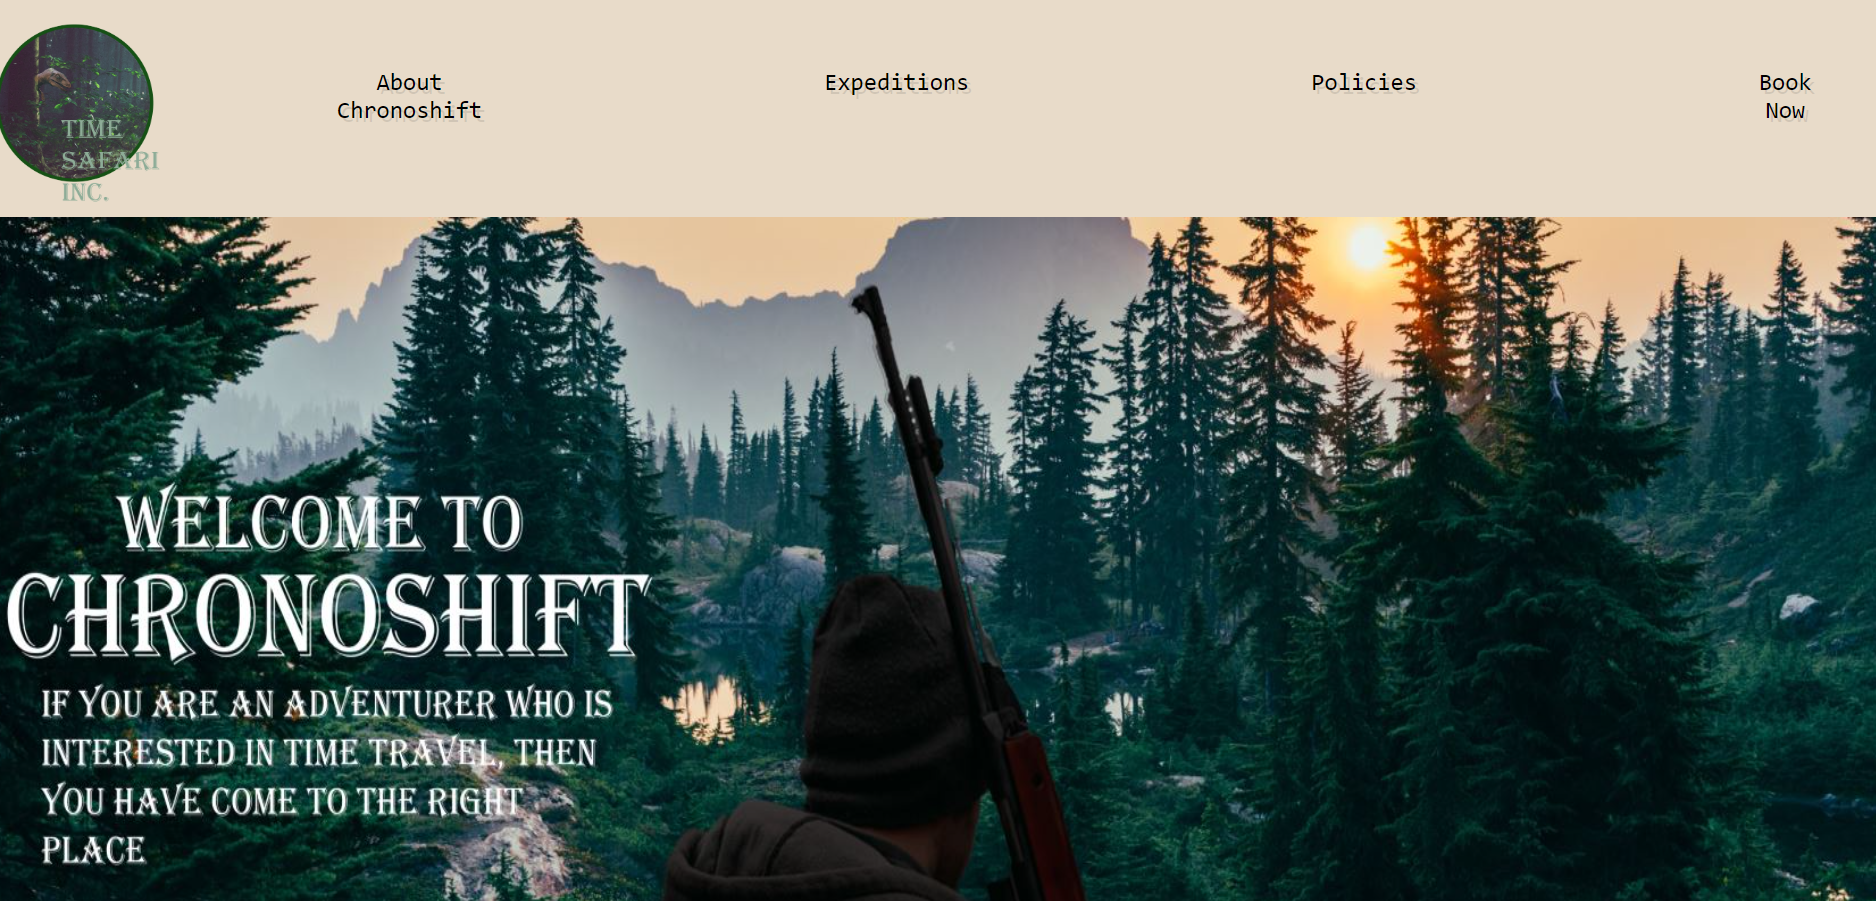 TIME
SAFARI
INC.
About
Chronoshift
Expeditions
Policies
Book
Now
WELCOME TO
CHRONOSHIFT
IF YOU ARE AN ADVENTURER WHO IS
INTERESTED IN TIME TRAVEL, THEN
YOU HAVE COME TO THE RIGHT
PLACE